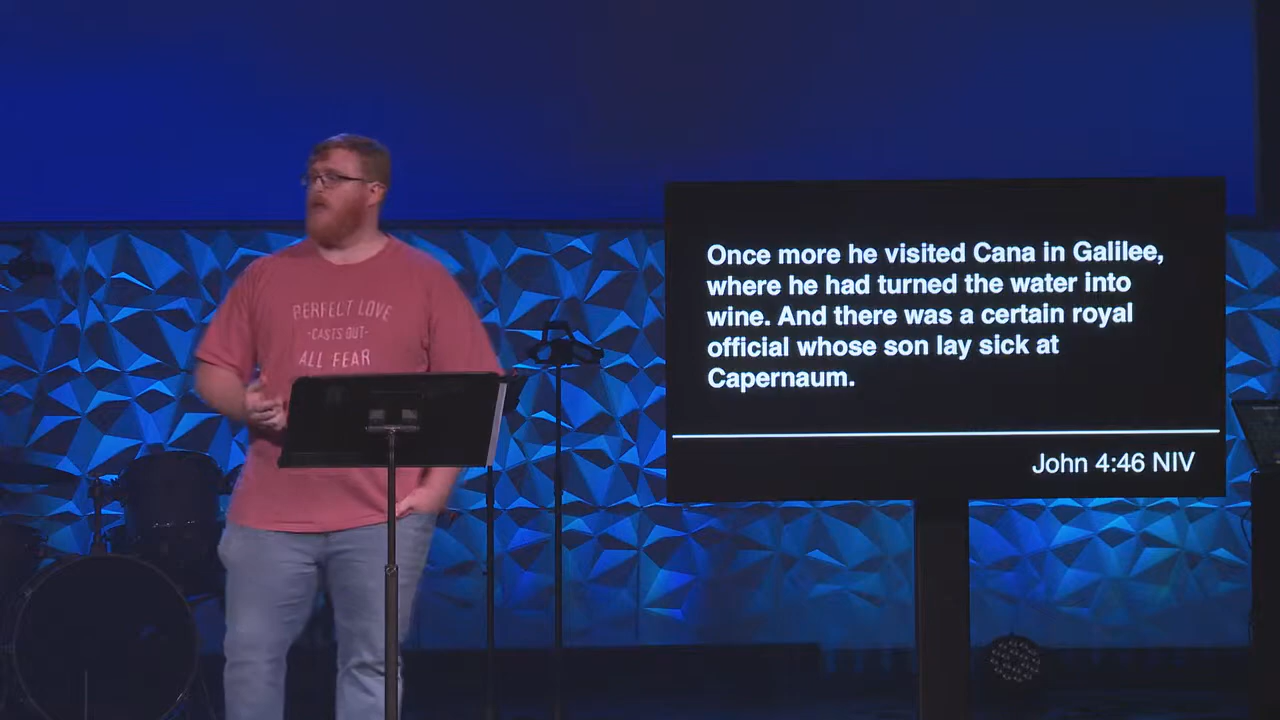 PERFECT LOVE
-CASTS OUT-
ALL FEAR
Once more he visited Cana in Galilee,
where he had turned the water into
wine. And there was a certain royal
official whose son lay sick at
Capernaum.
John 4:46 NIV